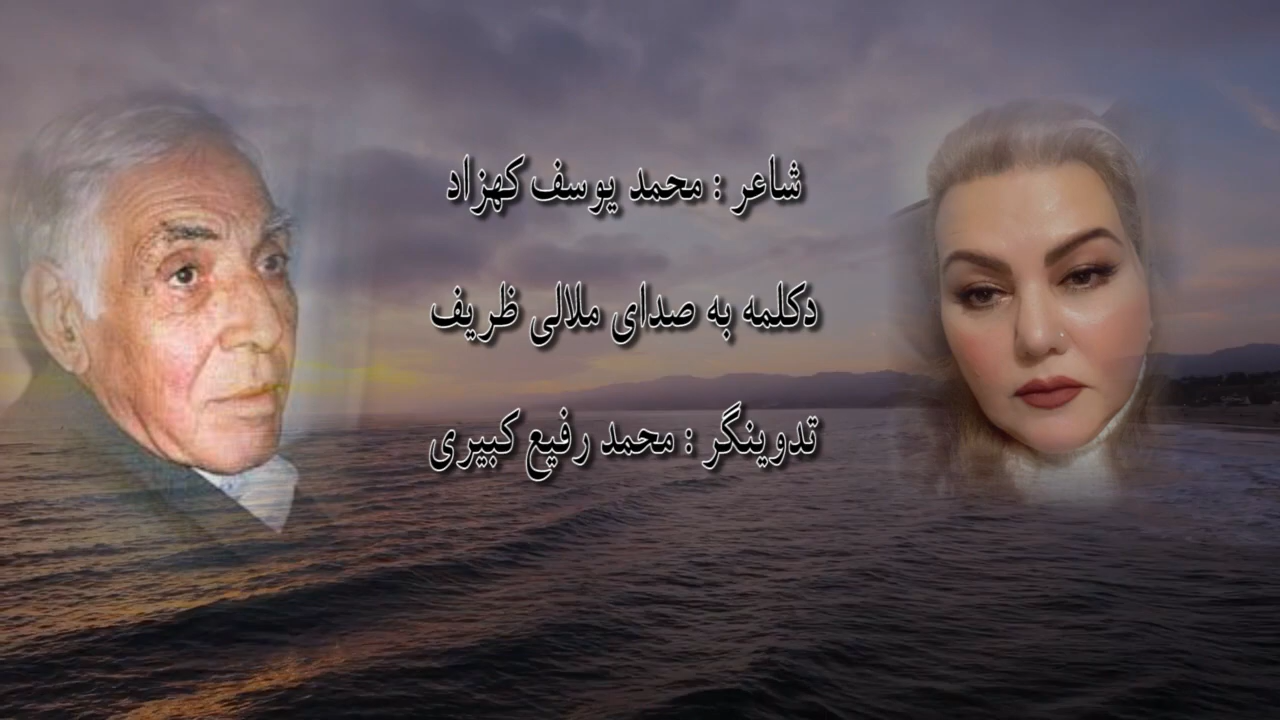 شاعر : محمد یوسف کهزاد
دکلمه به صدای ملالی ظریف
تدوینگر : محمد رفیع کبیری